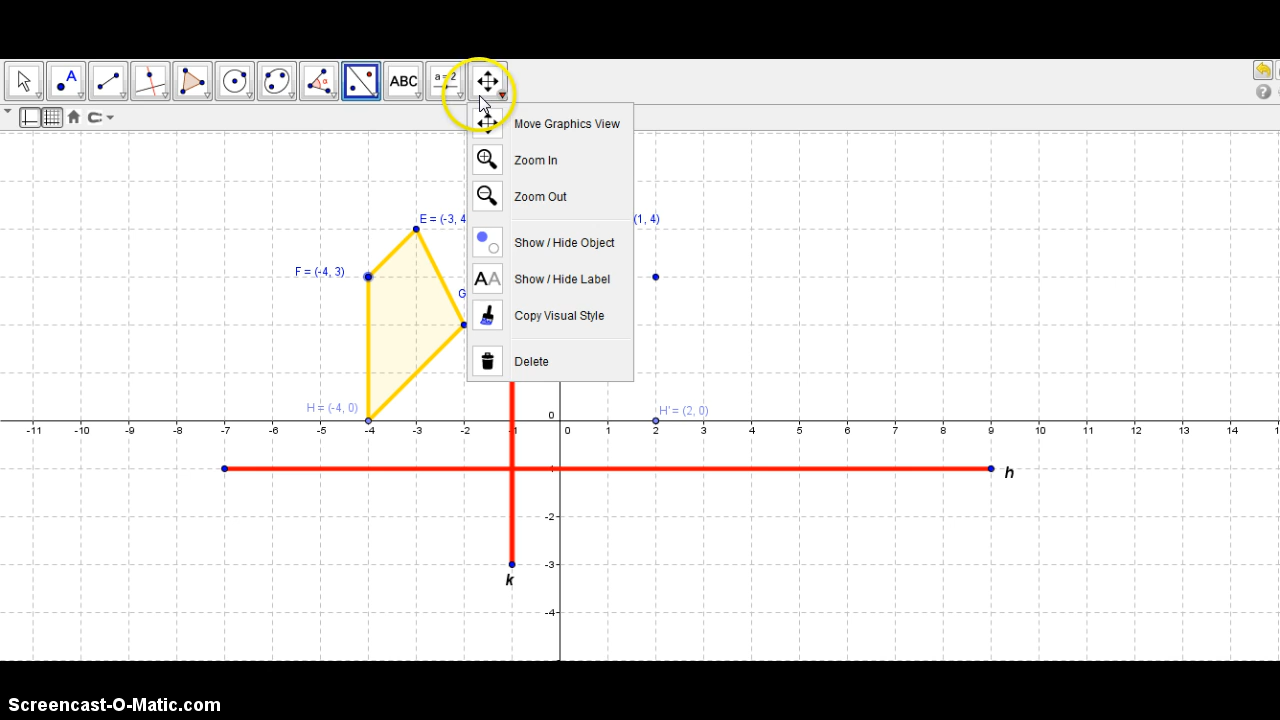 A
α
ABC
a=2
Move Graphics View
Zoom In
Zoom Out
Show / Hide Object
AA Show / Hide Label
Copy Visual Style
Delete
E = (-3, 4
(1, 4)
F = (-4, 3)
G
H = (-4, 0)
0
H' = (2, 0)
-11 -10 -9 -8 -7 -6 -5 -4 -3 -2 -1 0 1 2 3 4 5 6 7 8 9 10 11 12 13 14
h
-2
-3
k
-4
Screencast-O-Matic.com